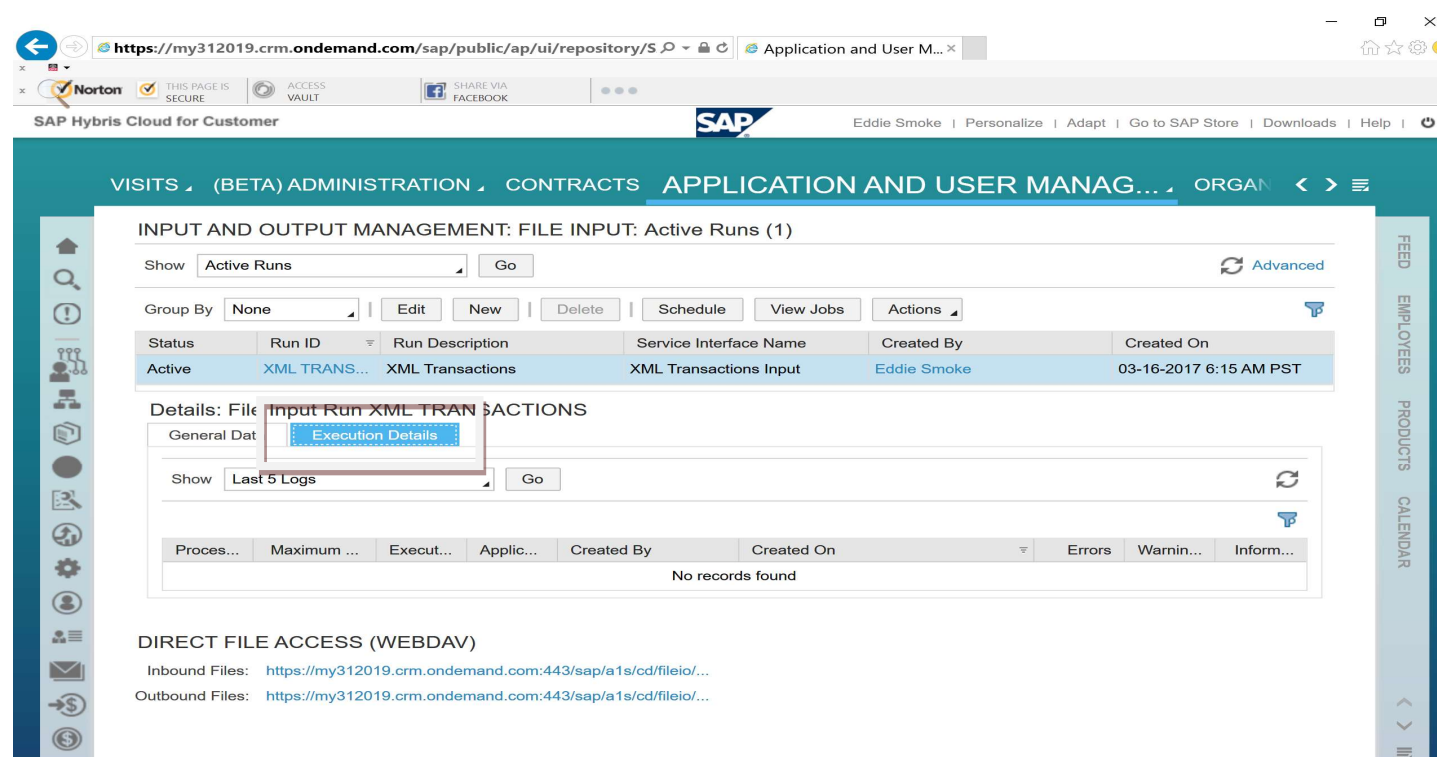 https://my312019.crm.ondemand.com/sap/public/ap/ui/repository/S Application and User M... ×
Norton THIS PAGE IS SECURE ACCESS VAULT SHARE VIA FACEBOOK
SAP Hybris Cloud for Customer SAP Eddie Smoke | Personalize | Adapt | Go to SAP Store | Downloads | Help |
VISITS (BETA) ADMINISTRATION CONTRACTS APPLICATION AND USER MANAG... ORGAN
INPUT AND OUTPUT MANAGEMENT: FILE INPUT: Active Runs (1)
Show Active Runs Go Advanced
Group By None | Edit New | Delete | Schedule View Jobs Actions
Status Run ID Run Description Service Interface Name Created By Created On
Active XML TRANS... XML Transactions XML Transactions Input Eddie Smoke 03-16-2017 6:15 AM PST
Details: File Input Run XML TRANSACTIONS
General Dat Execution Details
Show Last 5 Logs Go
Proces... Maximum ... Execut... Applic... Created By Created On Errors Warnin... Inform...
No records found
DIRECT FILE ACCESS (WEBDAV)
Inbound Files: https://my312019.crm.ondemand.com:443/sap/a1s/cd/fileio/...
Outbound Files: https://my312019.crm.ondemand.com:443/sap/a1s/cd/fileio/...
FEED
EMPLOYEES
PRODUCTS
CALENDAR